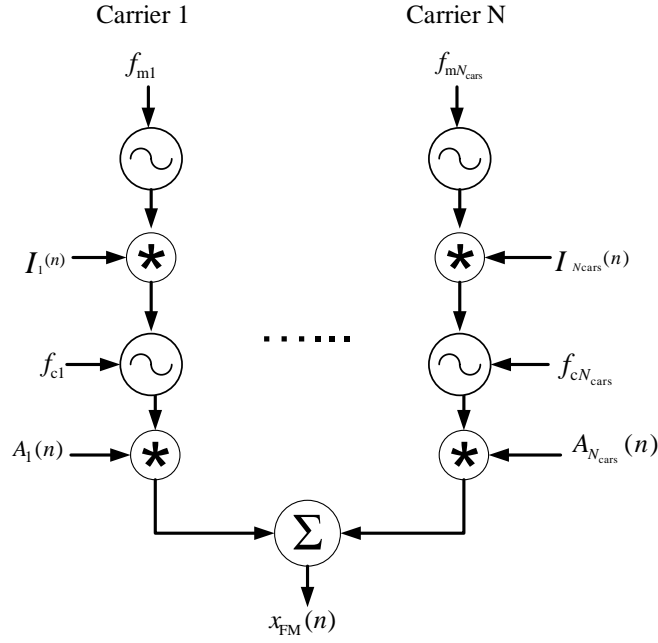 Carrier 1 Carrier N
f_m1 f_mN_cars
* *
I_1(n) I_Ncars(n)
......
f_c1 f_cN_cars
* *
A_1(n) A_N_cars(n)
Σ
x_FM(n)